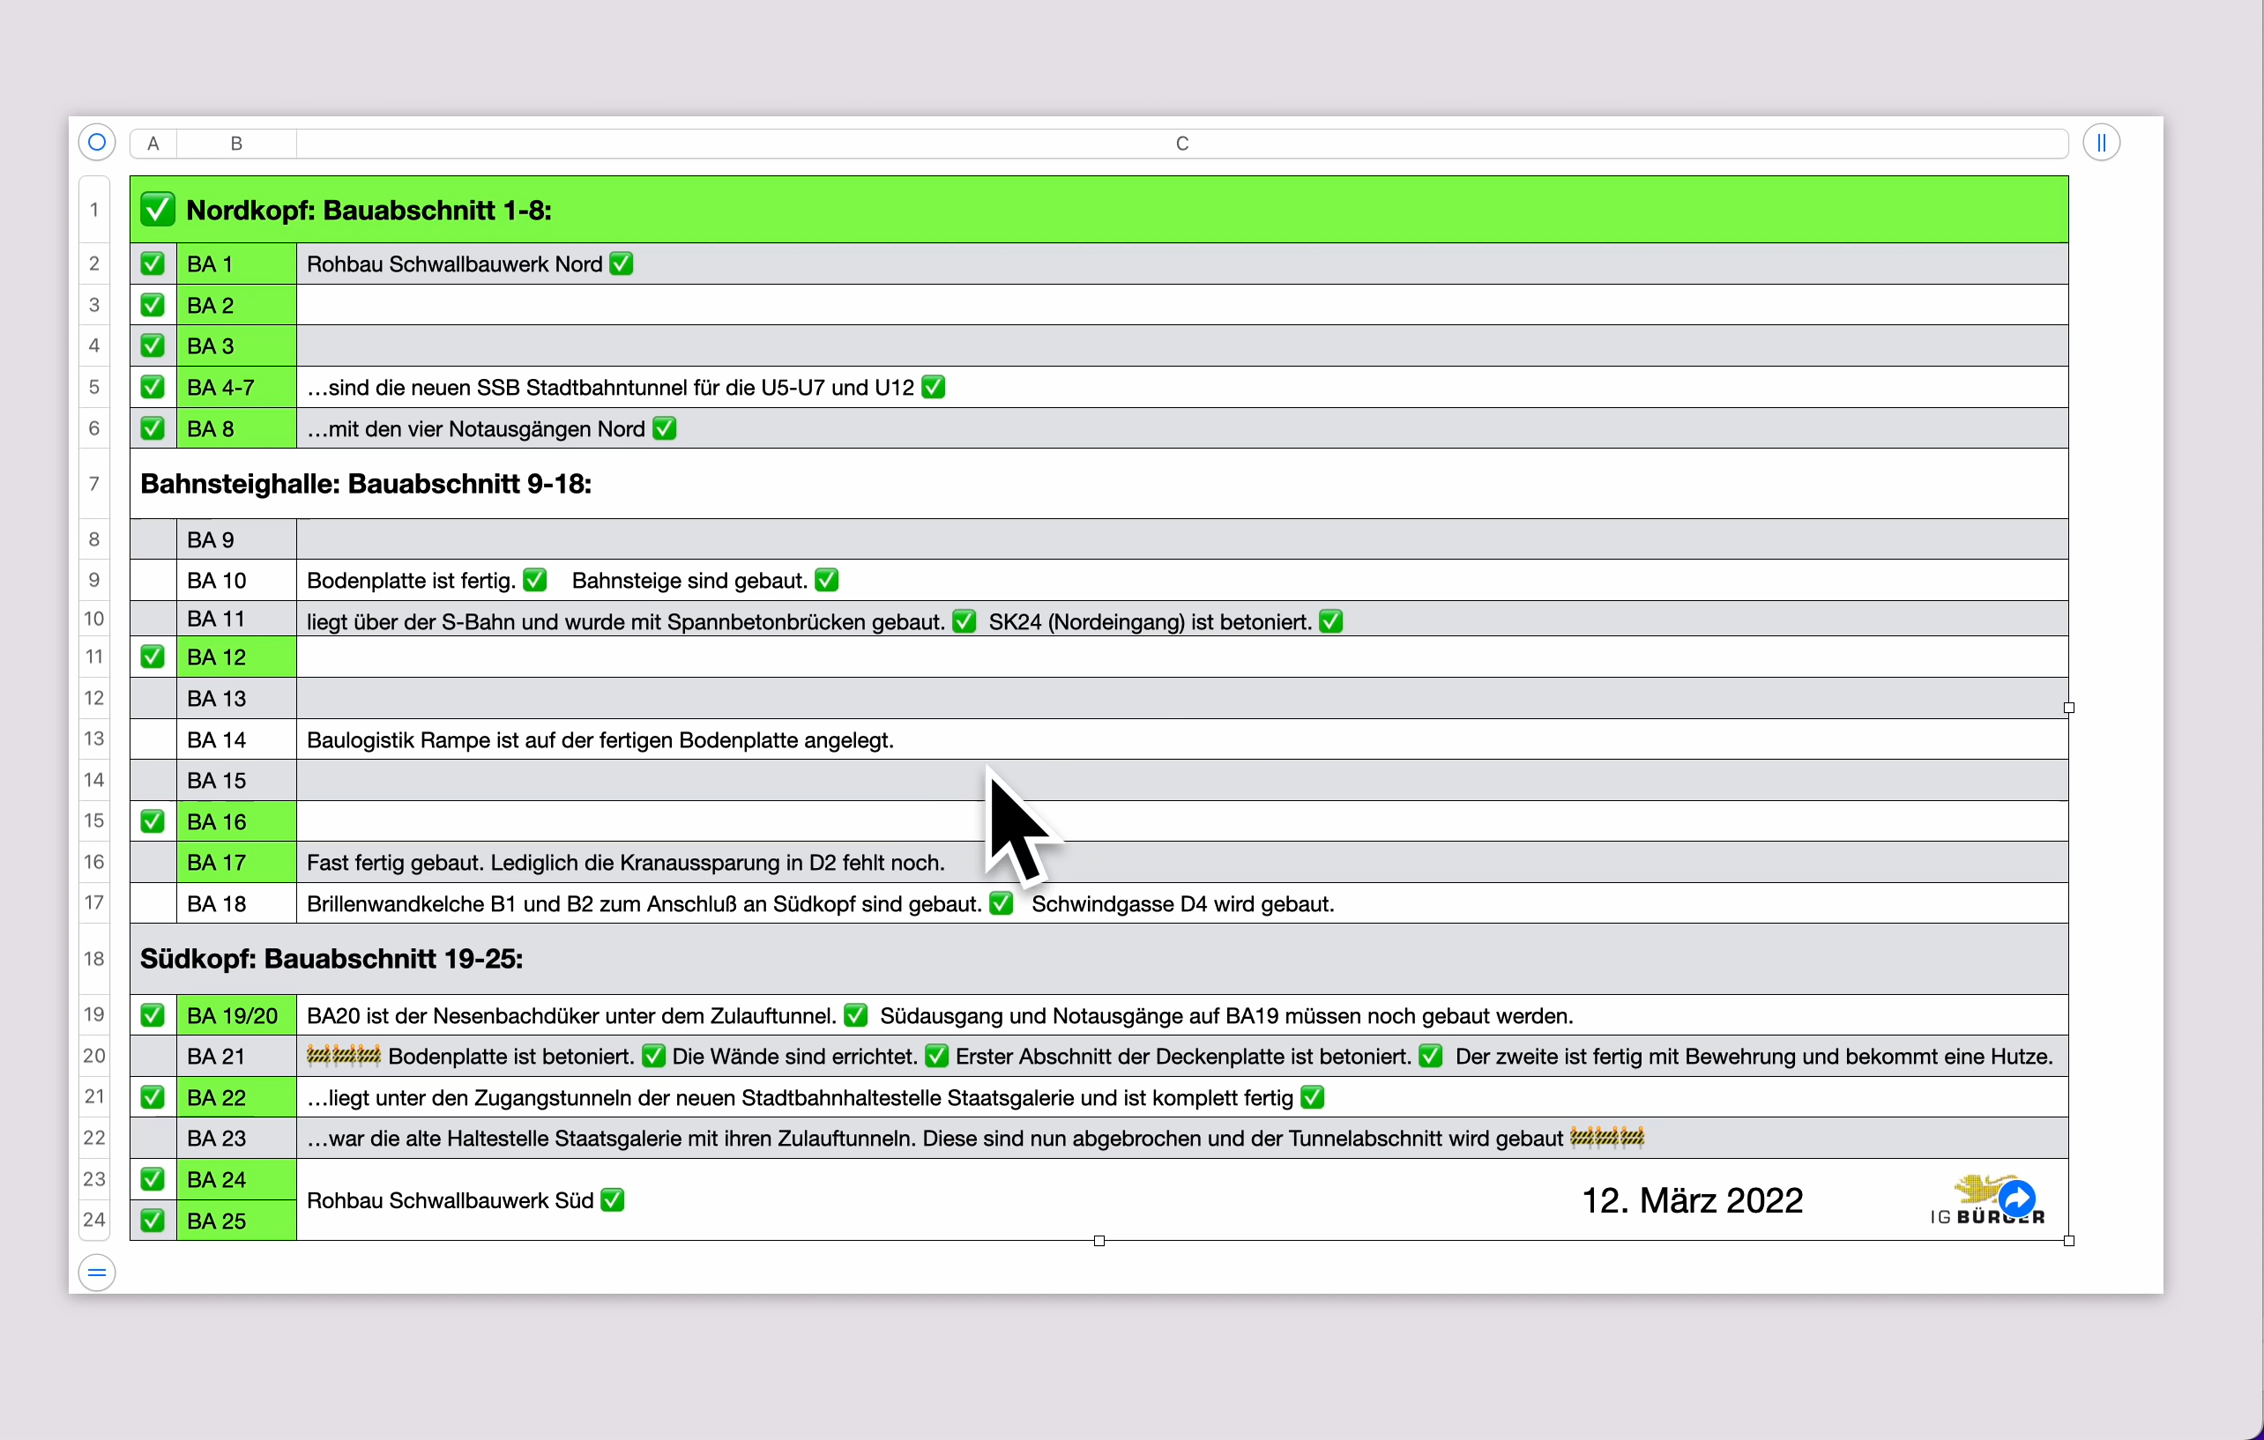 A B C
1 ✅ Nordkopf: Bauabschnitt 1-8:
2 ✅ BA 1 Rohbau Schwallbauwerk Nord ✅
3 ✅ BA 2
4 ✅ BA 3
5 ✅ BA 4-7 …sind die neuen SSB Stadtbahntunnel für die U5-U7 und U12 ✅
6 ✅ BA 8 …mit den vier Notausgängen Nord ✅
7 Bahnsteighalle: Bauabschnitt 9-18:
8 BA 9
9 BA 10 Bodenplatte ist fertig. ✅ Bahnsteige sind gebaut. ✅
10 BA 11 liegt über der S-Bahn und wurde mit Spannbetonbrücken gebaut. ✅ SK24 (Nordeingang) ist betoniert. ✅
11 ✅ BA 12
12 BA 13
13 BA 14 Baulogistik Rampe ist auf der fertigen Bodenplatte angelegt.
14 BA 15
15 ✅ BA 16
16 BA 17 Fast fertig gebaut. Lediglich die Kranaussparung in D2 fehlt noch.
17 BA 18 Brillenwandkelche B1 und B2 zum Anschluß an Südkopf sind gebaut. ✅ Schwindgasse D4 wird gebaut.
18 Südkopf: Bauabschnitt 19-25:
19 ✅ BA 19/20 BA20 ist der Nesenbachdüker unter dem Zulauftunnel. ✅ Südausgang und Notausgänge auf BA19 müssen noch gebaut werden.
20 BA 21 🚧🚧🚧 Bodenplatte ist betoniert. ✅ Die Wände sind errichtet. ✅ Erster Abschnitt der Deckenplatte ist betoniert. ✅ Der zweite ist fertig mit Bewehrung und bekommt eine Hutze.
21 ✅ BA 22 …liegt unter den Zugangstunneln der neuen Stadtbahnhaltestelle Staatsgalerie und ist komplett fertig ✅
22 BA 23 …war die alte Haltestelle Staatsgalerie mit ihren Zulauftunneln. Diese sind nun abgebrochen und der Tunnelabschnitt wird gebaut 🚧🚧🚧
23 ✅ BA 24
Rohbau Schwallbauwerk Süd ✅ 12. März 2022
IG BÜRGER
24 ✅ BA 25